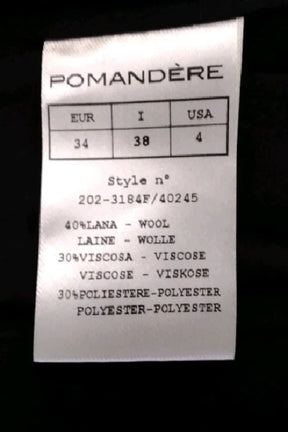 POMANDÈRE
EUR I USA
34 38 4
Style n°
202-3184F/40245
40%LANA - WOOL
LAINE - WOLLE
30%VISCOSA - VISCOSE
VISCOSE - VISKOSE
30%POLIESTERE-POLYESTER
POLYESTER-POLYESTER